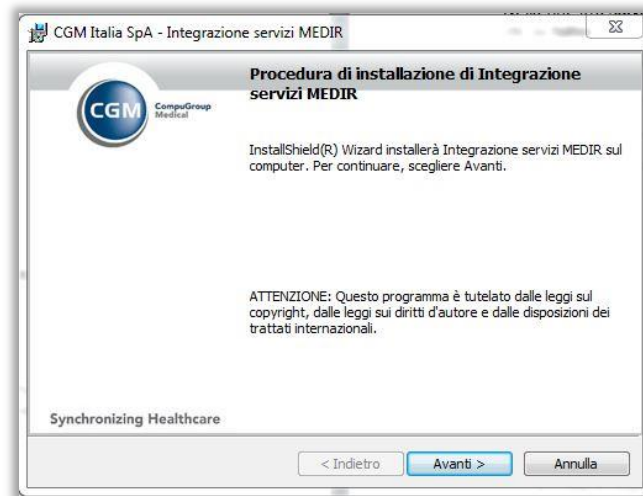 CGM Italia SpA - Integrazione servizi MEDIR
Procedura di installazione di Integrazione
servizi MEDIR
CGM
CompuGroup
Medical
InstallShield(R) Wizard installerà Integrazione servizi MEDIR sul
computer. Per continuare, scegliere Avanti.
ATTENZIONE: Questo programma è tutelato dalle leggi sul
copyright, dalle leggi sui diritti d'autore e dalle disposizioni dei
trattati internazionali.
Synchronizing Healthcare
< Indietro
Avanti >
Annulla